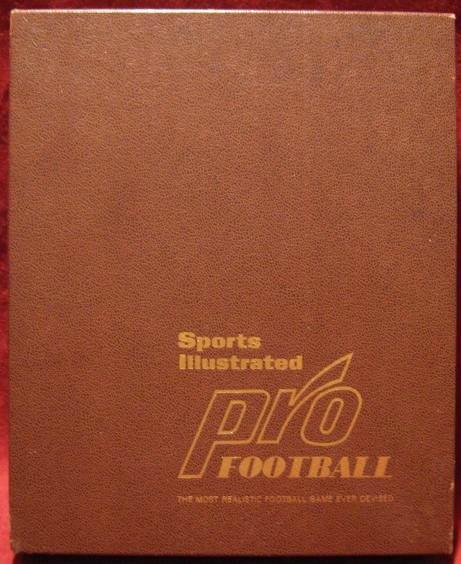 Sports
Illustrated
pro
FOOTBALL
THE MOST REALISTIC FOOTBALL GAME EVER DEVISED